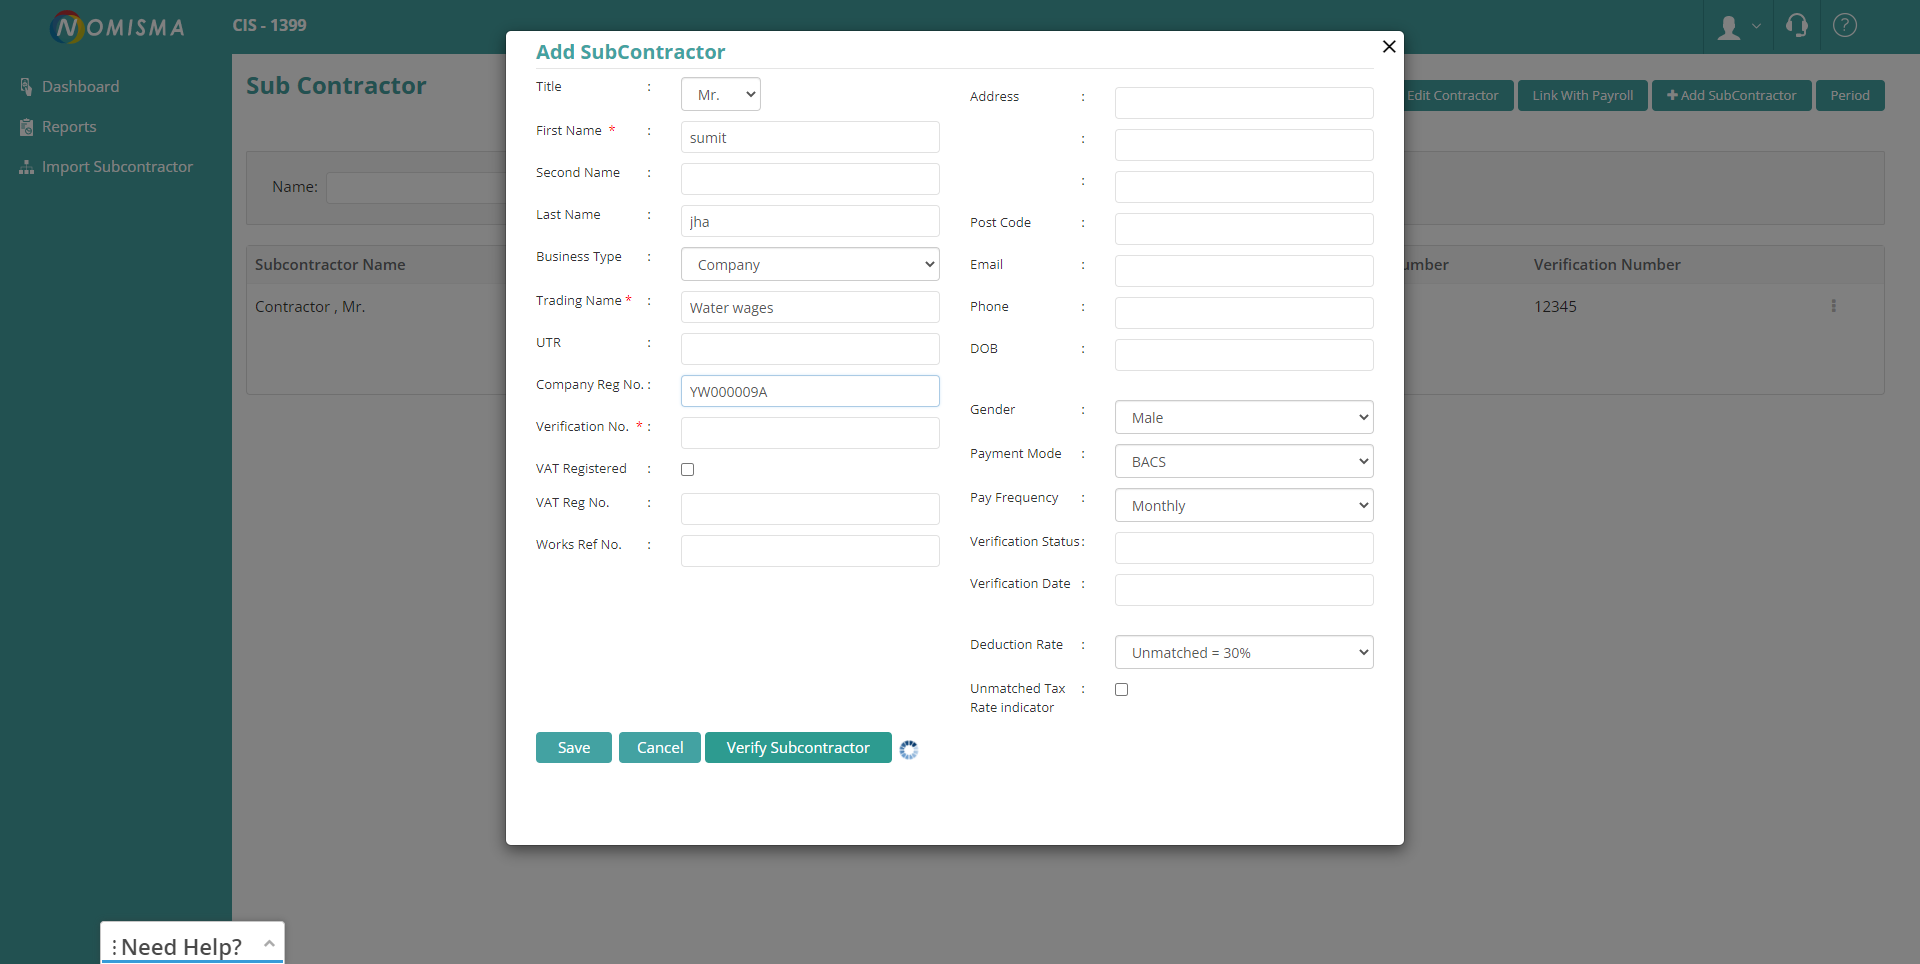 NOMISMA
CIS - 1399
Dashboard
Reports
Import Subcontractor
Sub Contractor
Edit Contractor
Link With Payroll
Add SubContractor
Period
Name:
Subcontractor Name
umber
Verification Number
Contractor , Mr.
12345
Add SubContractor
Title : Mr.
First Name * : sumit
Second Name :
Last Name : jha
Business Type : Company
Trading Name * : Water wages
UTR :
Company Reg No. : YW000009A
Verification No. * :
VAT Registered :
VAT Reg No. :
Works Ref No. :
Address :
:
:
Post Code :
Email :
Phone :
DOB :
Gender : Male
Payment Mode : BACS
Pay Frequency : Monthly
Verification Status :
Verification Date :
Deduction Rate : Unmatched = 30%
Unmatched Tax :
Rate indicator
Save
Cancel
Verify Subcontractor
Need Help?